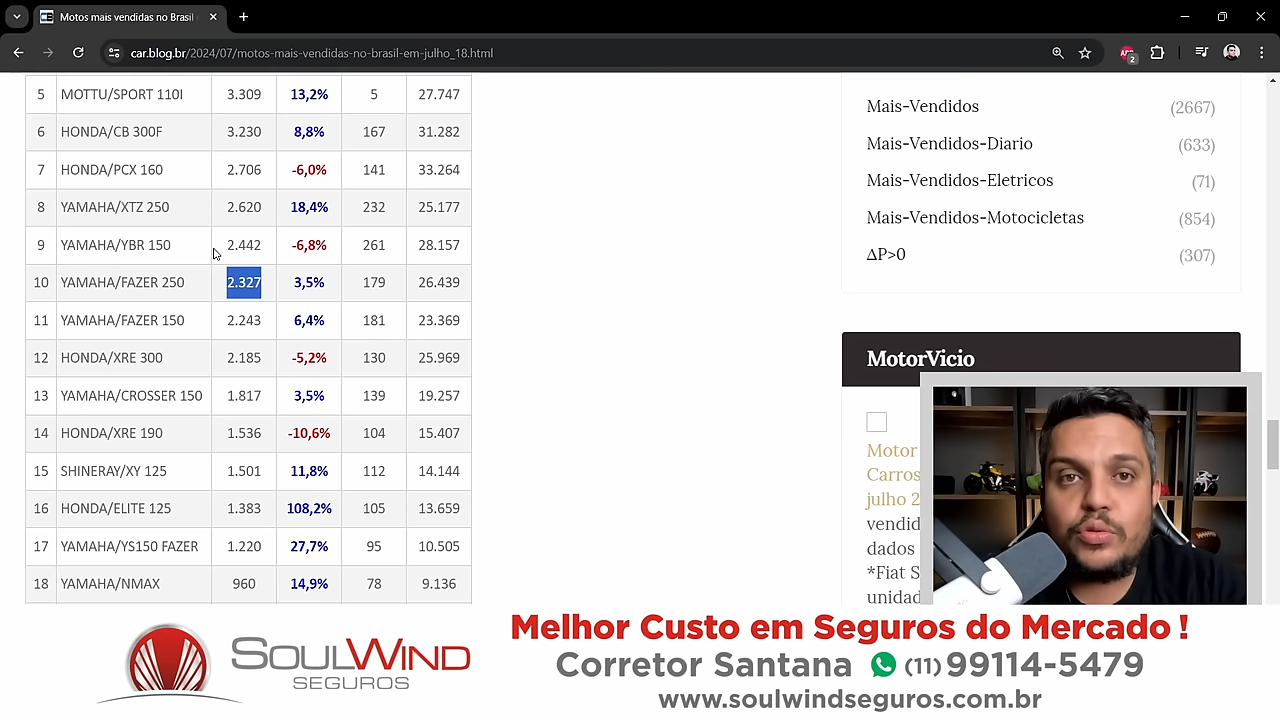 Motos mais vendidas no Brasil
car.blog.br/2024/07/motos-mais-vendidas-no-brasil-em-julho_18.html
2
5 MOTTU/SPORT 110I 3.309 13,2% 5 27.747
6 HONDA/CB 300F 3.230 8,8% 167 31.282
7 HONDA/PCX 160 2.706 -6,0% 141 33.264
8 YAMAHA/XTZ 250 2.620 18,4% 232 25.177
9 YAMAHA/YBR 150 2.442 -6,8% 261 28.157
10 YAMAHA/FAZER 250 2.327 3,5% 179 26.439
11 YAMAHA/FAZER 150 2.243 6,4% 181 23.369
12 HONDA/XRE 300 2.185 -5,2% 130 25.969
13 YAMAHA/CROSSER 150 1.817 3,5% 139 19.257
14 HONDA/XRE 190 1.536 -10,6% 104 15.407
15 SHINERAY/XY 125 1.501 11,8% 112 14.144
16 HONDA/ELITE 125 1.383 108,2% 105 13.659
17 YAMAHA/YS150 FAZER 1.220 27,7% 95 10.505
18 YAMAHA/NMAX 960 14,9% 78 9.136
Mais-Vendidos (2667)
Mais-Vendidos-Diario (633)
Mais-Vendidos-Eletricos (71)
Mais-Vendidos-Motocicletas (854)
ΔP>0 (307)
MotorVicio
Motor
Carros
julho 2
vendid
dados
*Fiat S
unidad
SOULWIND
SEGUROS
Melhor Custo em Seguros do Mercado !
Corretor Santana (11) 99114-5479
www.soulwindseguros.com.br